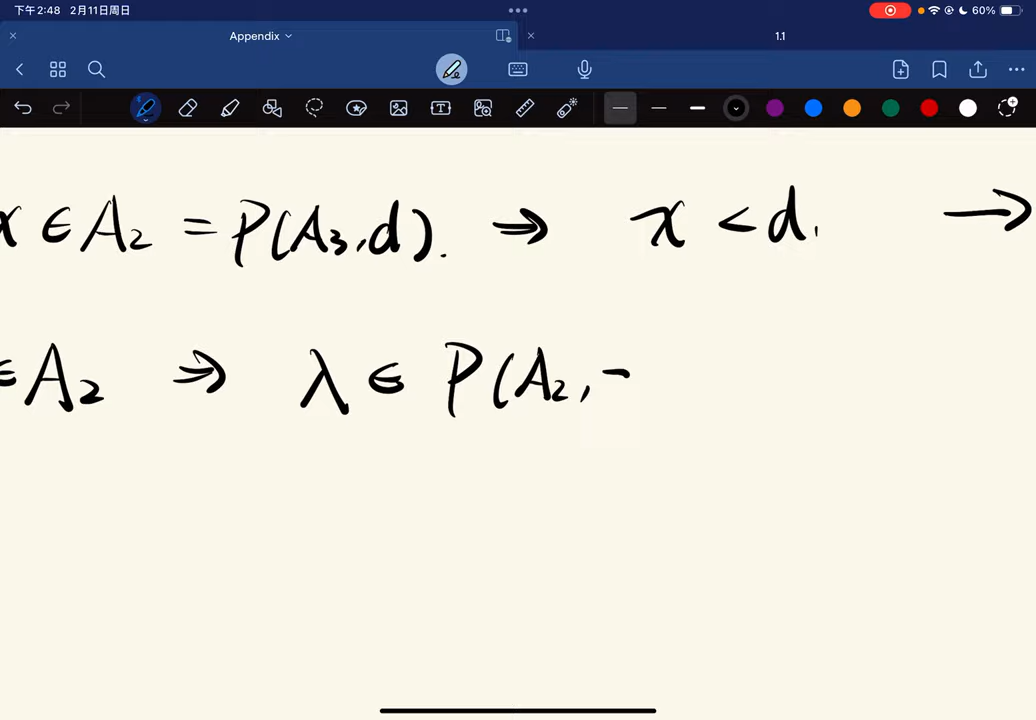 下午2:48 2月11日周日 60%
Appendix 1.1
x ∈ A₂ = P(A₃,d). ⇒ x < d. →
∈ A₂ ⇒ λ ∈ P(A₂,